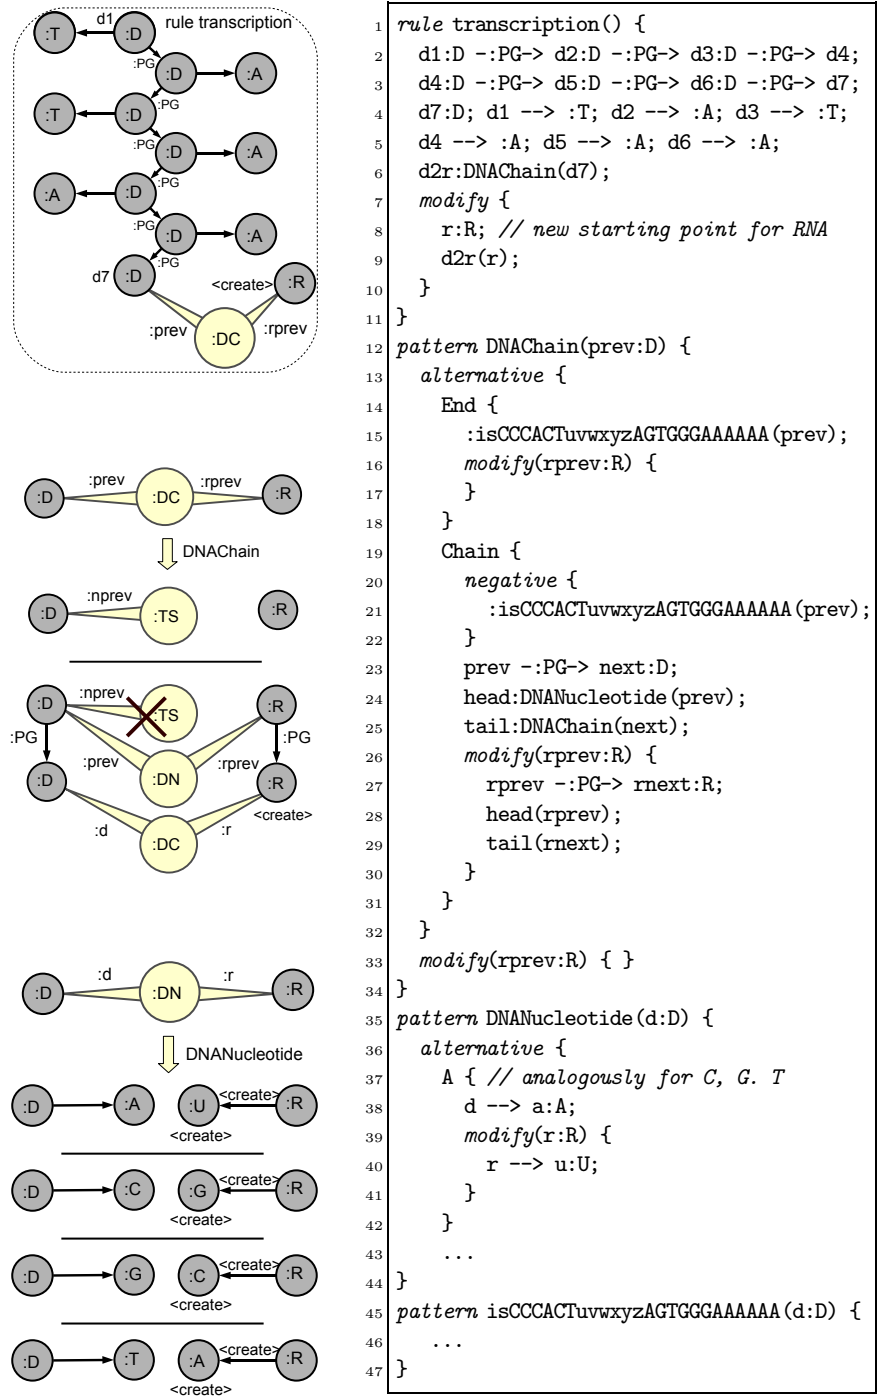 d1 rule transcription
:T :D
:PG
:D :A
:PG
:T :D
:PG
:D :A
:PG
:A :D
:PG
:D :A
:PG
d7 :D <create> :R
:prev :DC :rprev
:prev :rprev
:D :DC :R
DNAChain
:nprev
:D :TS :R
:nprev
:D :TS :R
:PG :PG
:prev :rprev
:D :DN :R
<create>
:d :r
:DC
:d :r
:D :DN :R
DNANucleotide
:D :A :U <create> :R
<create>
:D :C :G <create> :R
<create>
:D :G :C <create> :R
<create>
:D :T :A <create> :R
<create>
1 rule transcription() {
2 d1:D -:PG-> d2:D -:PG-> d3:D -:PG-> d4;
3 d4:D -:PG-> d5:D -:PG-> d6:D -:PG-> d7
4 d7:D; d1 --> :T; d2 --> :A; d3 --> :T;
5 d4 --> :A; d5 --> :A; d6 --> :A;
6 d2r:DNAChain(d7);
7 modify {
8 r:R; // new starting point for RNA
9 d2r(r);
10 }
11 }
12 pattern DNAChain(prev:D) {
13 alternative {
14 End {
15 :isCCCACTuvwxyzAGTGGGAAAAAA(prev);
16 modify(rprev:R) {
17 }
18 }
19 Chain {
20 negative {
21 :isCCCACTuvwxyzAGTGGGAAAAAA(prev);
22 }
23 prev -:PG-> next:D;
24 head:DNANucleotide(prev);
25 tail:DNAChain(next);
26 modify(rprev:R) {
27 rprev -:PG-> rnext:R;
28 head(rprev);
29 tail(rnext);
30 }
31 }
32 }
33 modify(rprev:R) { }
34 }
35 pattern DNANucleotide(d:D) {
36 alternative {
37 A { // analogously for C, G. T
38 d --> a:A;
39 modify(r:R) {
40 r --> u:U;
41 }
42 }
43 ...
44 }
45 pattern isCCCACTuvwxyzAGTGGGAAAAAA(d:D) {
46 ...
47 }